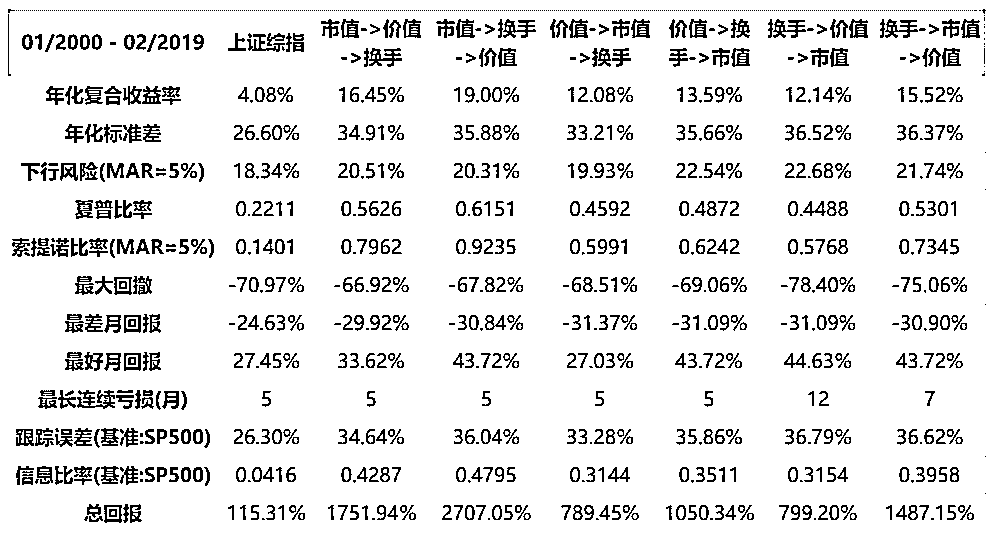 01/2000 - 02/2019 上证综指 市值->价值->换手 市值->换手->价值 价值->市值->换手 价值->换手->市值 换手->价值->市值 换手->市值->价值
年化复合收益率 4.08% 16.45% 19.00% 12.08% 13.59% 12.14% 15.52%
年化标准差 26.60% 34.91% 35.88% 33.21% 35.66% 36.52% 36.37%
下行风险(MAR=5%) 18.34% 20.51% 20.31% 19.93% 22.54% 22.68% 21.74%
夏普比率 0.2211 0.5626 0.6151 0.4592 0.4872 0.4488 0.5301
索提诺比率(MAR=5%) 0.1401 0.7962 0.9235 0.5991 0.6242 0.5768 0.7345
最大回撤 -70.97% -66.92% -67.82% -68.51% -69.06% -78.40% -75.06%
最差月回报 -24.63% -29.92% -30.84% -31.37% -31.09% -31.09% -30.90%
最好月回报 27.45% 33.62% 43.72% 27.03% 43.72% 44.63% 43.72%
最长连续亏损(月) 5 5 5 5 5 12 7
跟踪误差(基准:SP500) 26.30% 34.64% 36.04% 33.28% 35.86% 36.79% 36.62%
信息比率(基准:SP500) 0.0416 0.4287 0.4795 0.3144 0.3511 0.3154 0.3958
总回报 115.31% 1751.94% 2707.05% 789.45% 1050.34% 799.20% 1487.15%